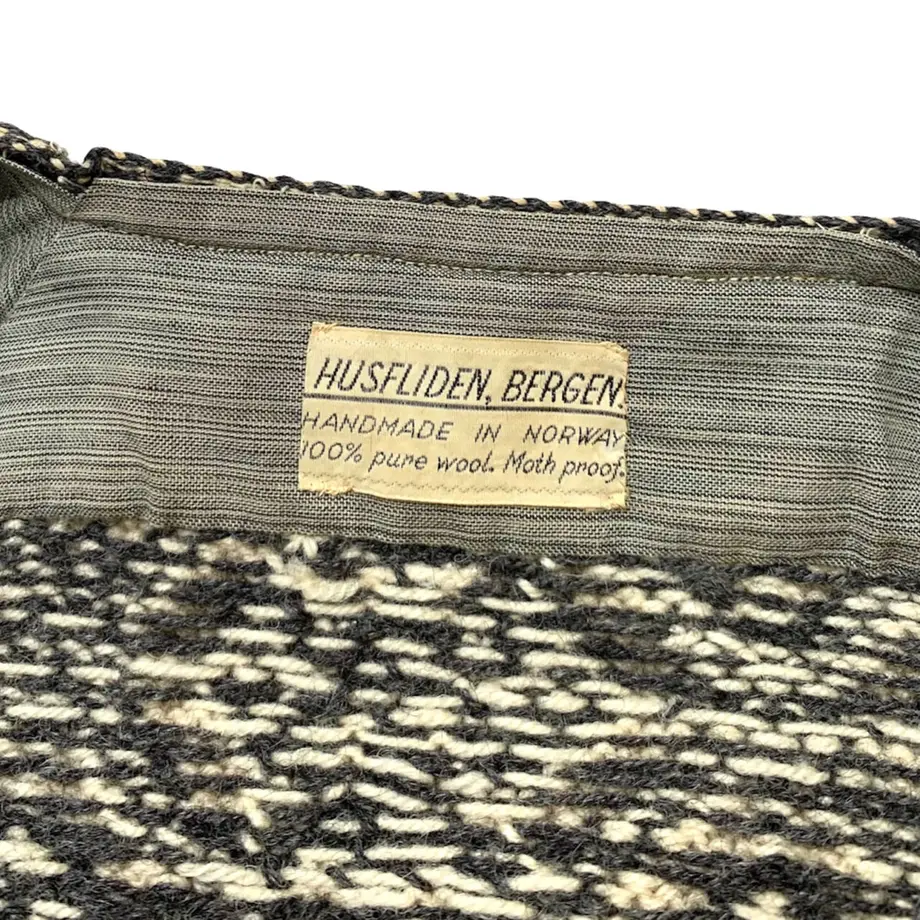 HUSFLIDEN, BERGEN.
HANDMADE IN NORWAY
100% pure wool. Moth proof.